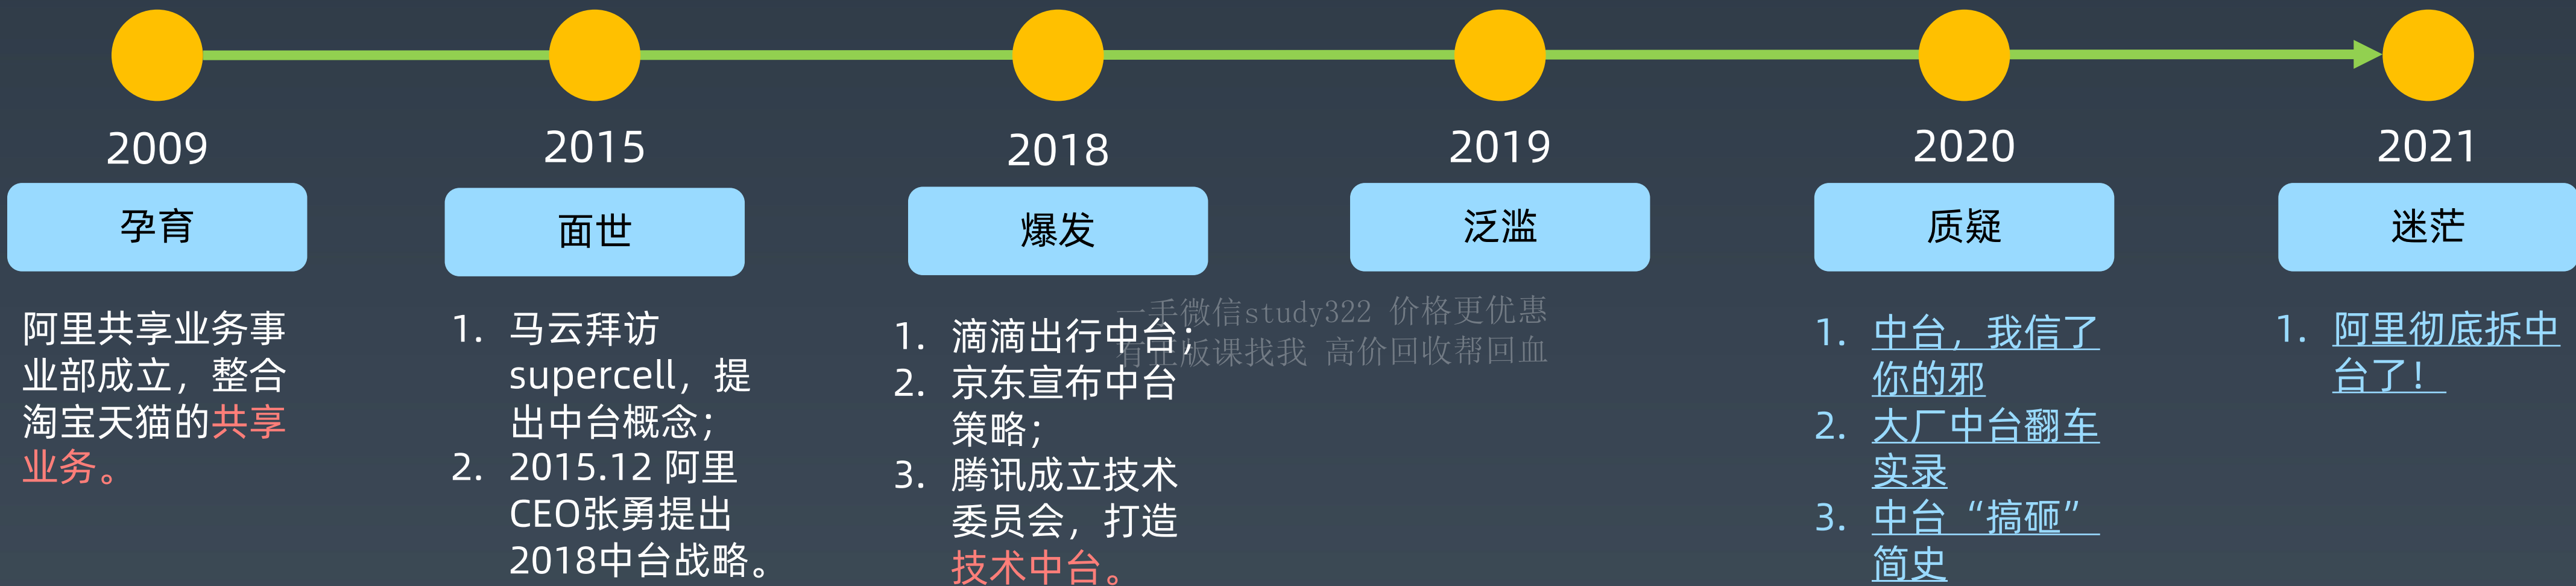 2009
孕育
阿里共享业务事
业部成立，整合
淘宝天猫的共享
业务。
2015
面世
1. 马云拜访
supercell，提
出中台概念；
2. 2015.12 阿里
CEO张勇提出
2018中台战略。
2018
爆发
1. 滴滴出行中台；
2. 京东宣布中台
策略；
3. 腾讯成立技术
委员会，打造
技术中台。
2019
泛滥
一手微信study322 价格更优惠
有正版课找我 高价回收帮回血
2020
质疑
1. 中台，我信了
你的邪
2. 大厂中台翻车
实录
3. 中台“搞砸”
简史
2021
迷茫
1. 阿里彻底拆中
台了！